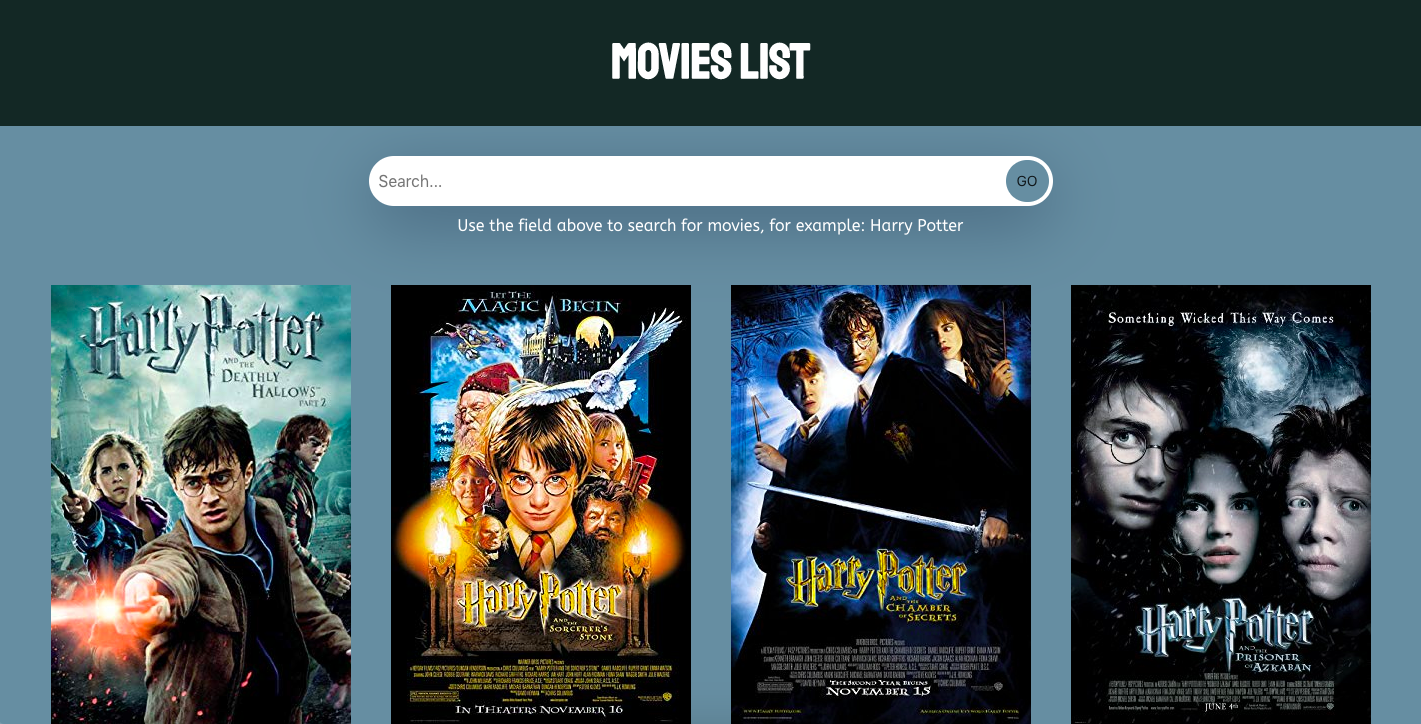 MOVIES LIST
Search...
GO
Use the field above to search for movies, for example: Harry Potter
Harry Potter
AND THE
DEATHLY
HALLOWS
PART 2
LET THE
MAGIC BEGIN
Harry Potter
AND THE
SORCERER'S
STONE
IN THEATERS NOVEMBER 16
Harry Potter
AND THE
CHAMBER
OF SECRETS
THE SECOND YEAR BEGINS
NOVEMBER 15
Something Wicked This Way Comes
Harry Potter
AND THE
PRISONER
OF AZKABAN
JUNE 4th